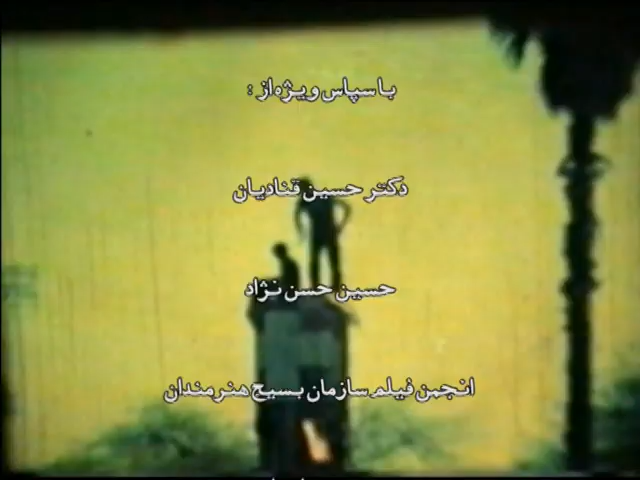 با سپاس ویژه از :
دکتر حسین قنادیان
حسین حسن نژاد
انجمن فیلم سازمان بسیج هنرمندان